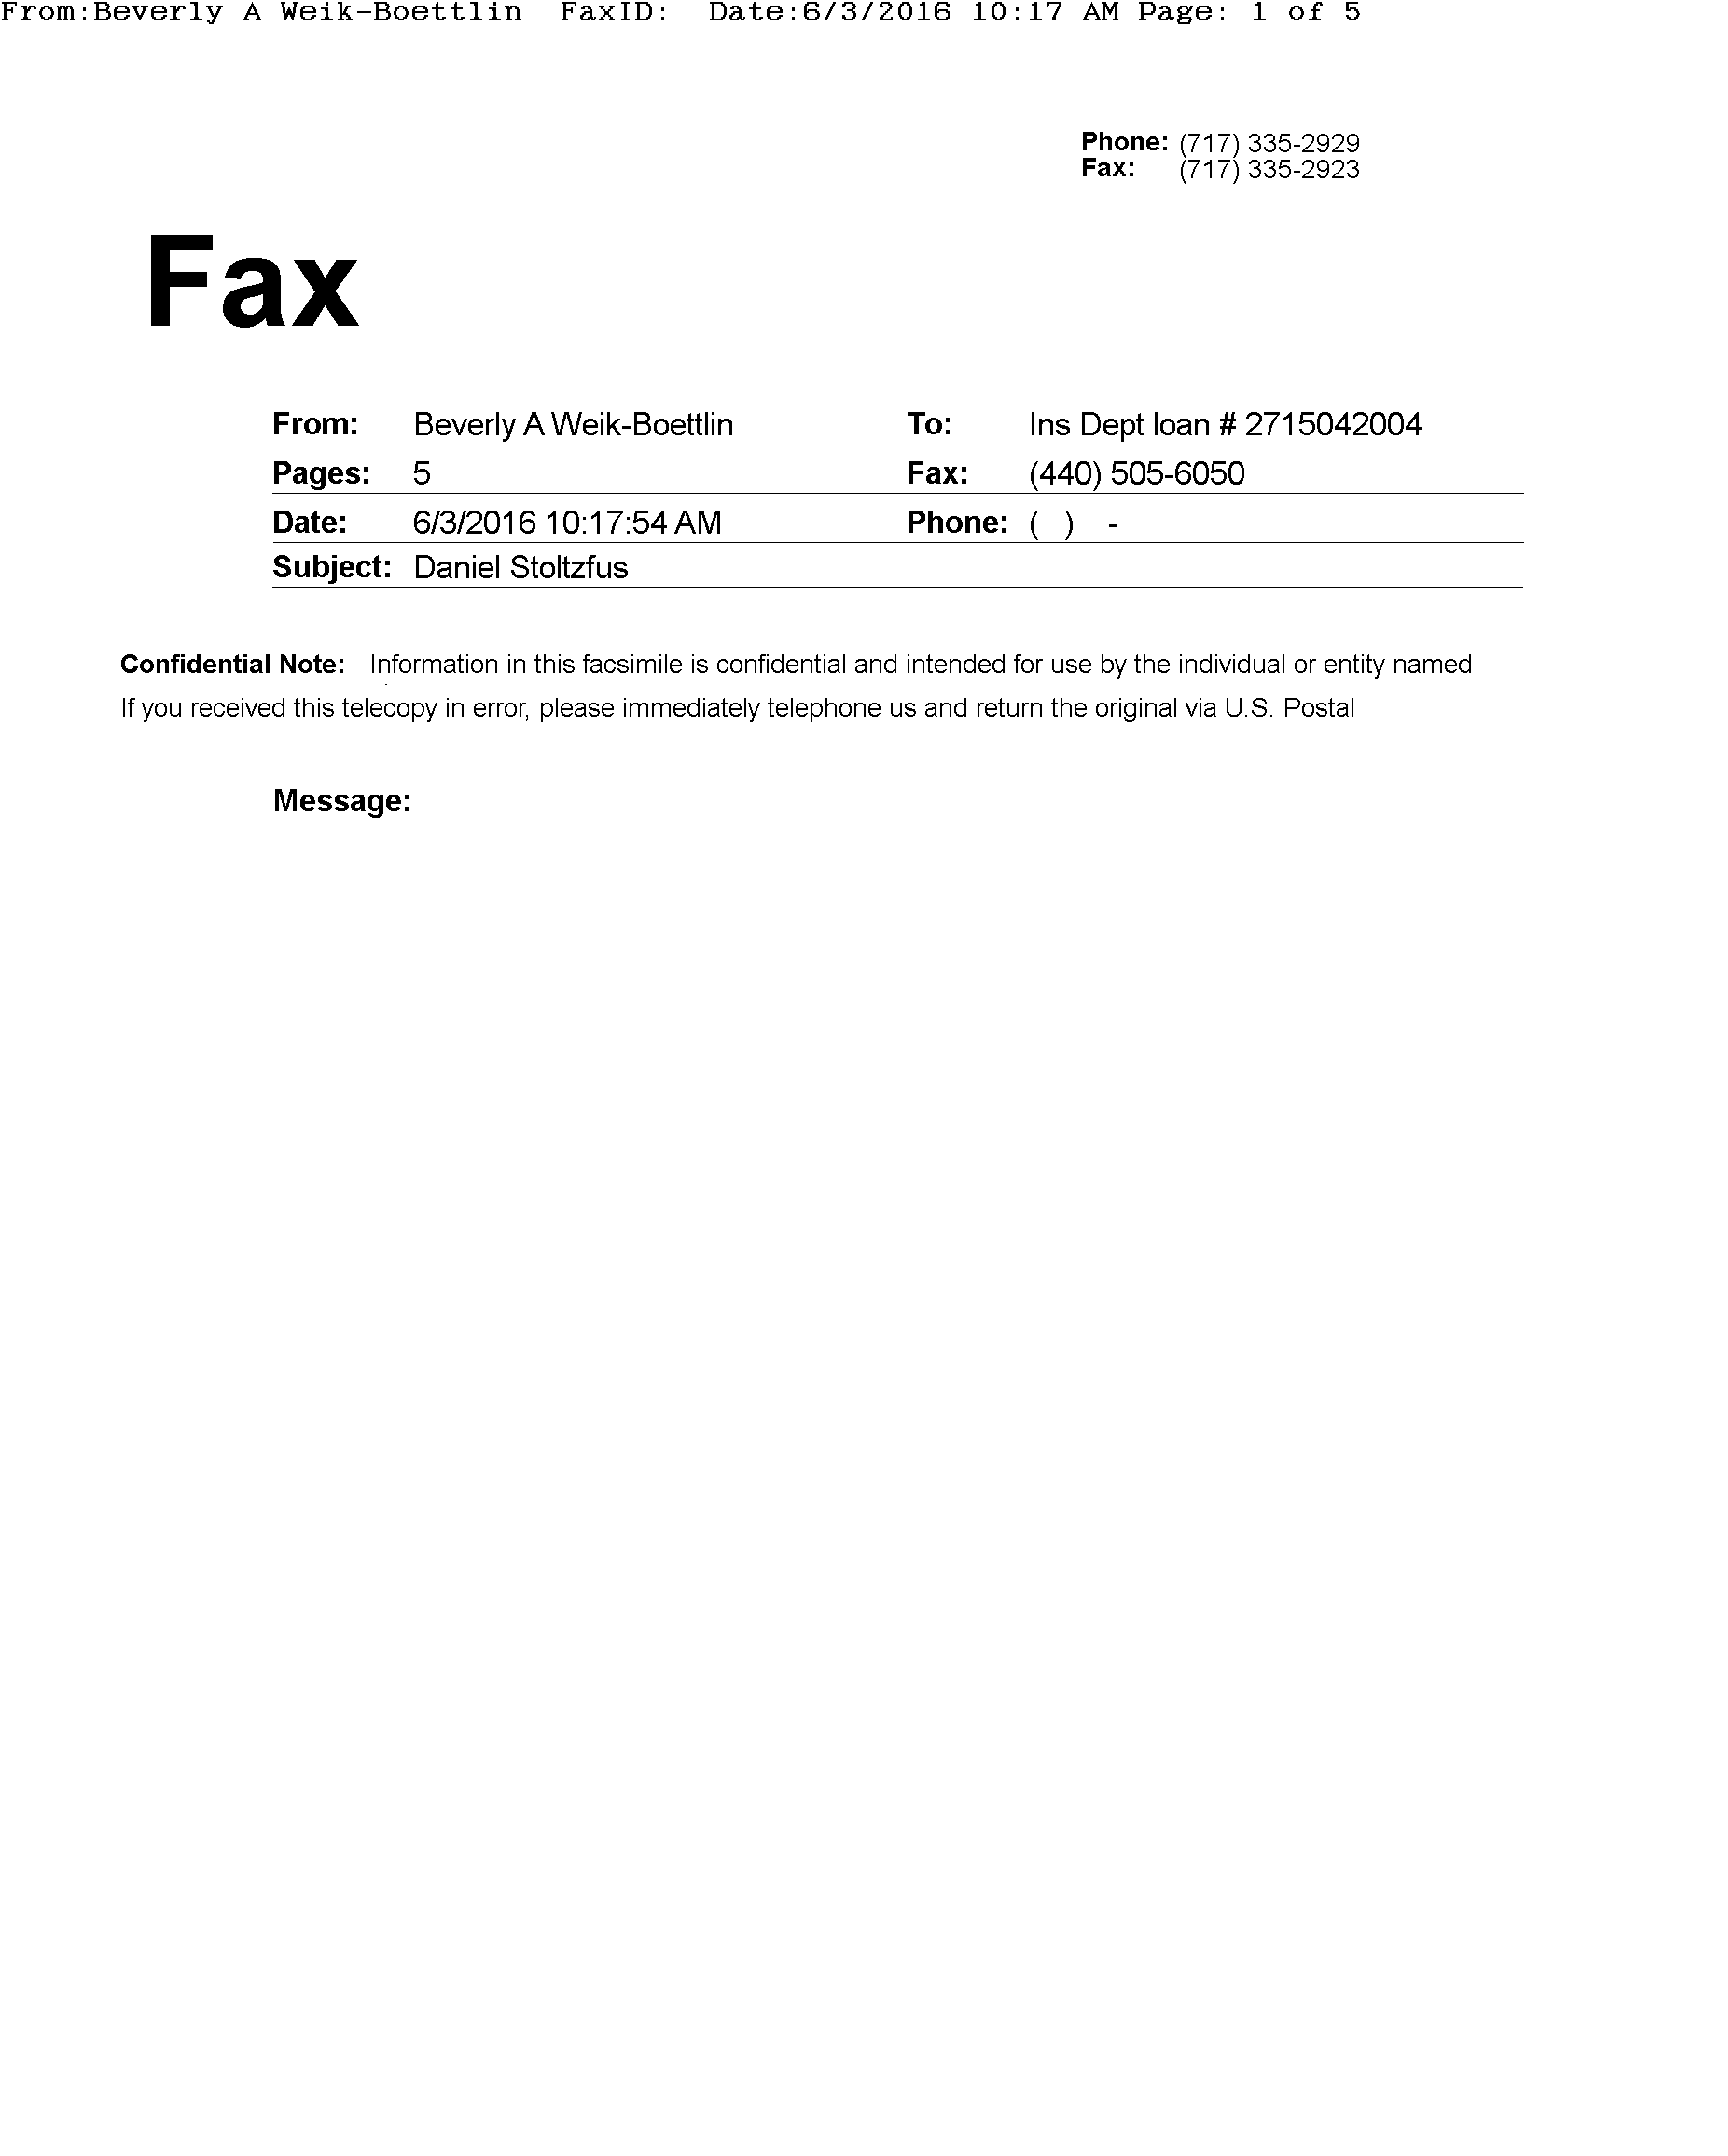 From:Beverly A Weik-Boettlin  FaxID:  Date:6/3/2016 10:17 AM Page: 1 of 5
Phone: (717) 335-2929
Fax: (717) 335-2923
Fax
From: Beverly A Weik-Boettlin To: Ins Dept loan # 2715042004
Pages: 5 Fax: (440) 505-6050
Date: 6/3/2016 10:17:54 AM Phone: ( ) -
Subject: Daniel Stoltzfus
Confidential Note: Information in this facsimile is confidential and intended for use by the individual or entity named
If you received this telecopy in error, please immediately telephone us and return the original via U.S. Postal
Message: